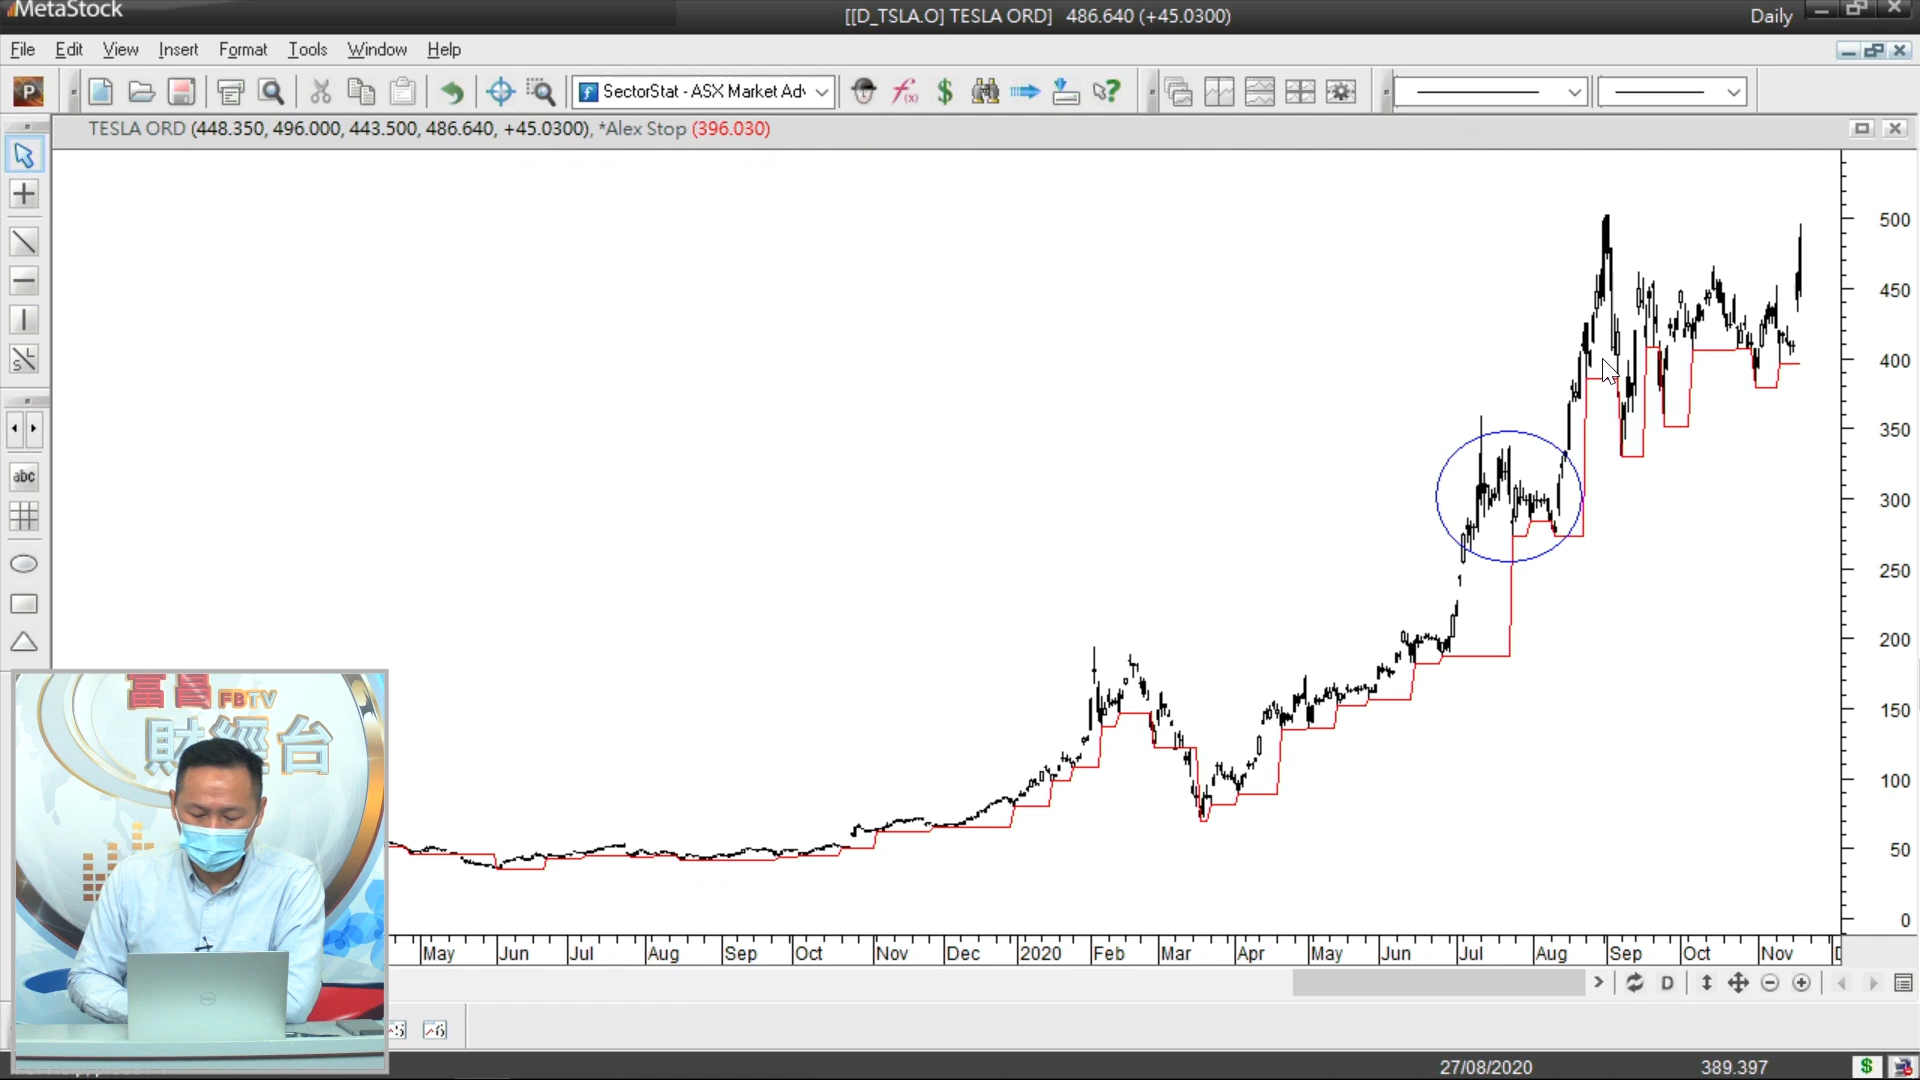 MetaStock
[[D_TSLA.O] TESLA ORD] 486.640 (+45.0300)
Daily
File Edit View Insert Format Tools Window Help
P
SectorStat - ASX Market Adv
TESLA ORD (448.350, 496.000, 443.500, 486.640, +45.0300), *Alex Stop (396.030)
500
450
400
350
300
250
200
150
100
50
0
abc
富昌 FBTV
財經台
DELL
May Jun Jul Aug Sep Oct Nov Dec 2020 Feb Mar Apr May Jun Jul Aug Sep Oct Nov D
D
5 6
27/08/2020 389.397